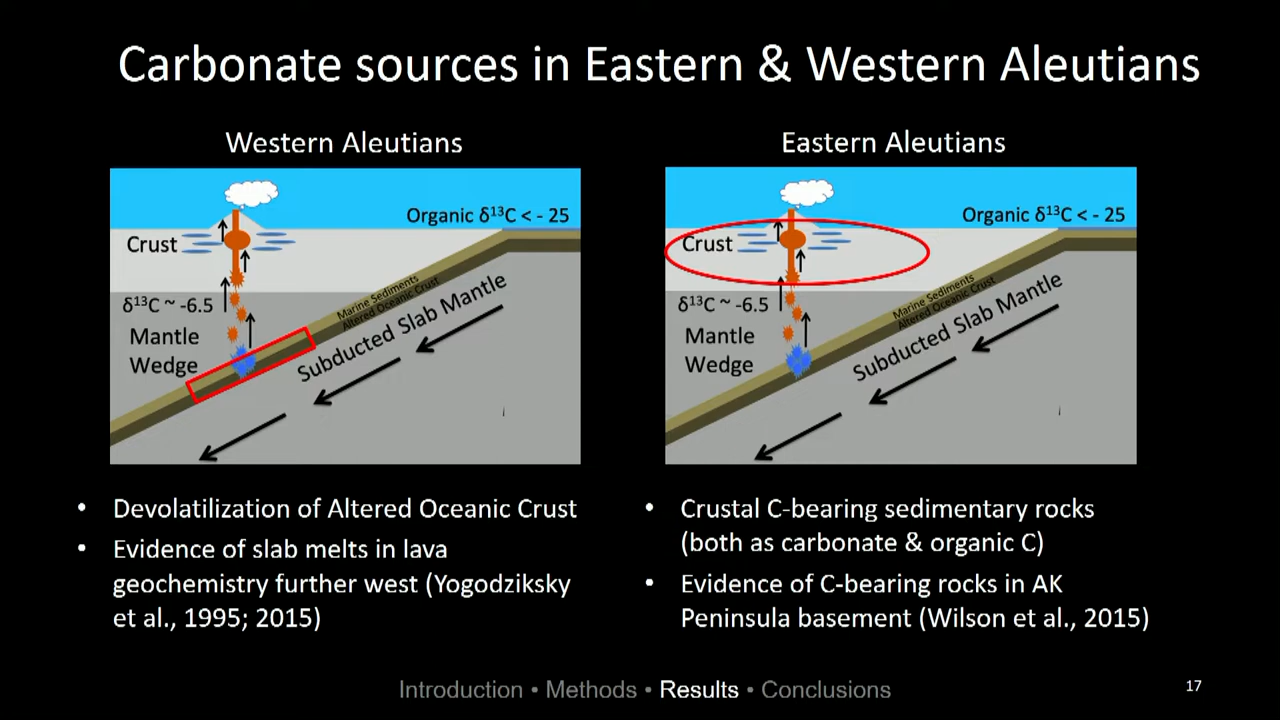 Carbonate sources in Eastern & Western Aleutians
Western Aleutians
Organic δ¹³C < - 25
Crust
Marine Sediments
Altered Oceanic Crust
δ¹³C ~ -6.5
Mantle
Wedge
Subducted Slab Mantle
• Devolatilization of Altered Oceanic Crust
• Evidence of slab melts in lava
geochemistry further west (Yogodziksky
et al., 1995; 2015)
Eastern Aleutians
Organic δ¹³C < - 25
Crust
Marine Sediments
Altered Oceanic Crust
δ¹³C ~ -6.5
Mantle
Wedge
Subducted Slab Mantle
• Crustal C-bearing sedimentary rocks
(both as carbonate & organic C)
• Evidence of C-bearing rocks in AK
Peninsula basement (Wilson et al., 2015)
Introduction • Methods • Results • Conclusions
17